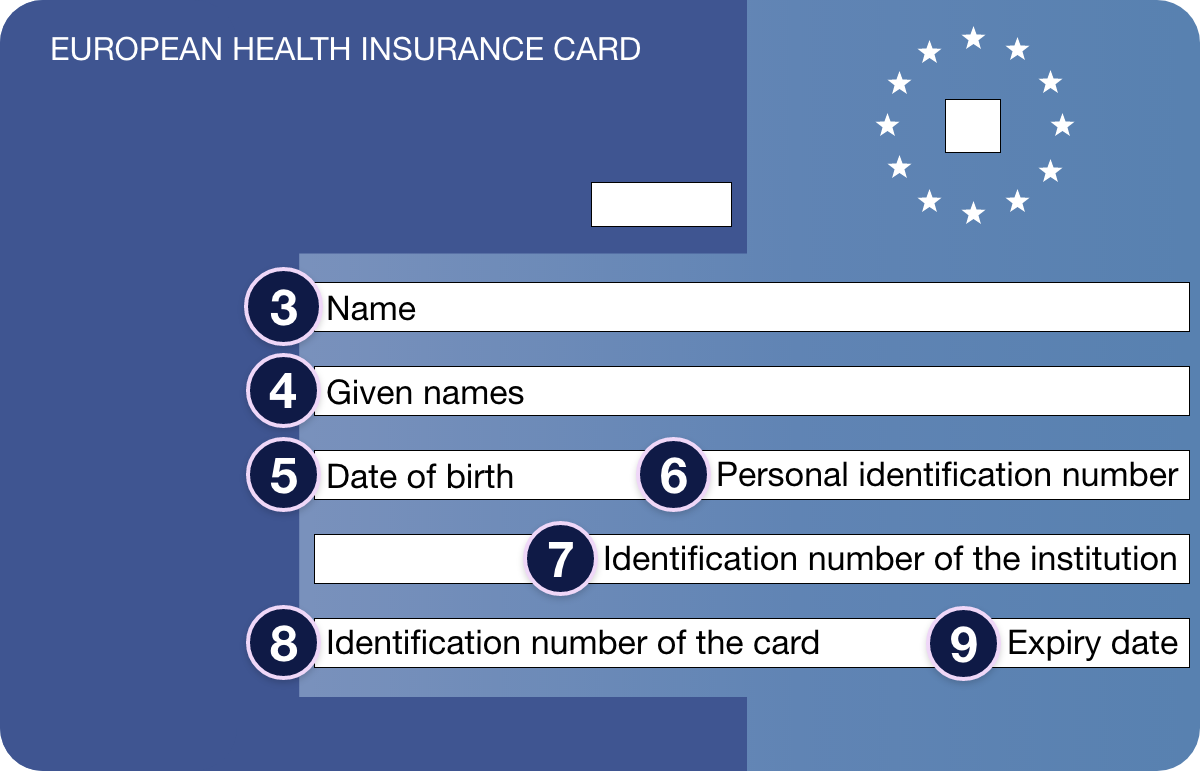 EUROPEAN HEALTH INSURANCE CARD
3 Name
4 Given names
5 Date of birth 6 Personal identification number
7 Identification number of the institution
8 Identification number of the card 9 Expiry date